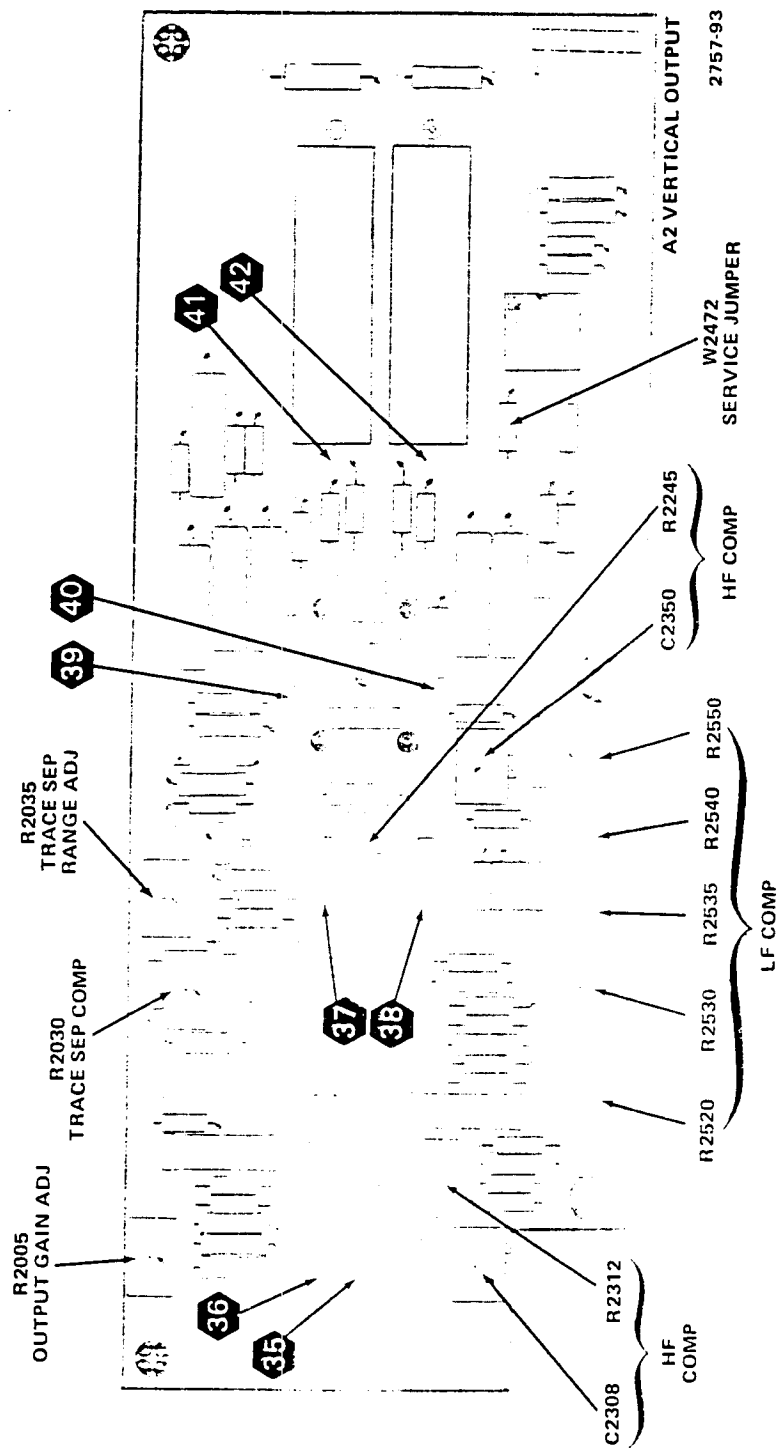 R2005
OUTPUT GAIN ADJ
R2030
TRACE SEP COMP
R2035
TRACE SEP
RANGE ADJ
39
40
41
42
36
35
37
38
C2308
R2312
HF
COMP
R2520
R2530
R2535
R2540
R2550
LF COMP
C2350
R2245
HF COMP
W2472
SERVICE JUMPER
A2 VERTICAL OUTPUT
2757-93